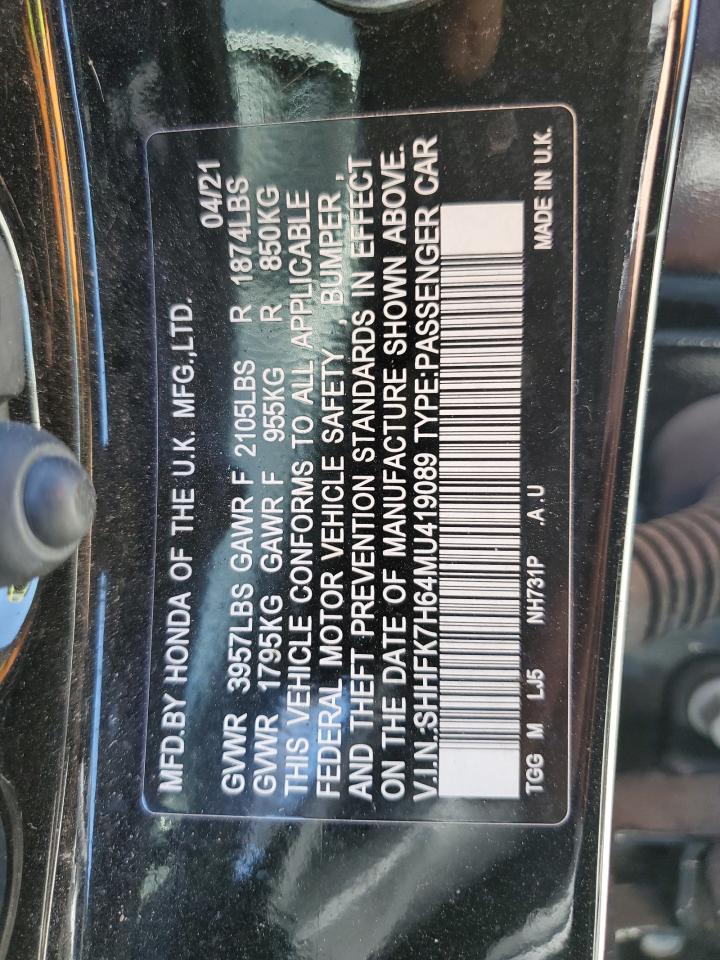 MFD.BY HONDA OF THE U.K. MFG.,LTD.
04/21
GVWR 3957LBS GAWR F 2105LBS R 1874LBS
GVWR 1795KG GAWR F 955KG R 850KG
THIS VEHICLE CONFORMS TO ALL APPLICABLE
FEDERAL MOTOR VEHICLE SAFETY , BUMPER ,
AND THEFT PREVENTION STANDARDS IN EFFECT
ON THE DATE OF MANUFACTURE SHOWN ABOVE.
V.I.N.:SHHFK7H64MU419089 TYPE:PASSENGER CAR
TGG M LJ5 NH731P .A .U MADE IN U.K.